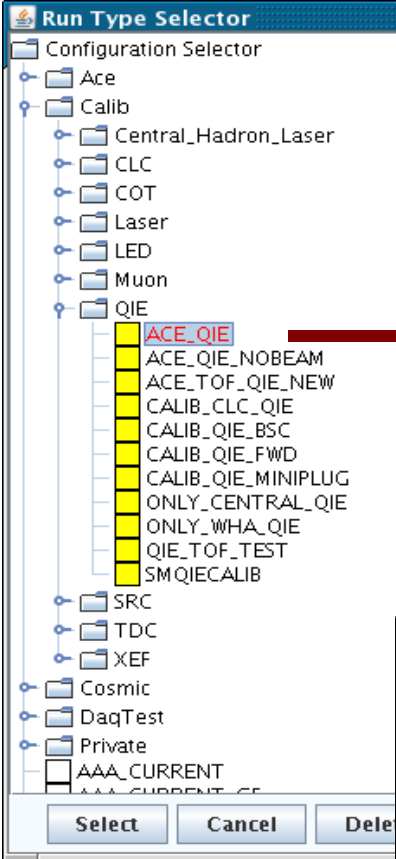 Run Type Selector
Configuration Selector
Ace
Calib
Central_Hadron_Laser
CLC
COT
Laser
LED
Muon
QIE
ACE_QIE
ACE_QIE_NOBEAM
ACE_TOF_QIE_NEW
CALIB_CLC_QIE
CALIB_QIE_BSC
CALIB_QIE_FWD
CALIB_QIE_MINIPLUG
ONLY_CENTRAL_QIE
ONLY_WHA_QIE
QIE_TOF_TEST
SMQIECALIB
SRC
TDC
XEF
Cosmic
DaqTest
Private
AAA_CURRENT
Select Cancel Dele